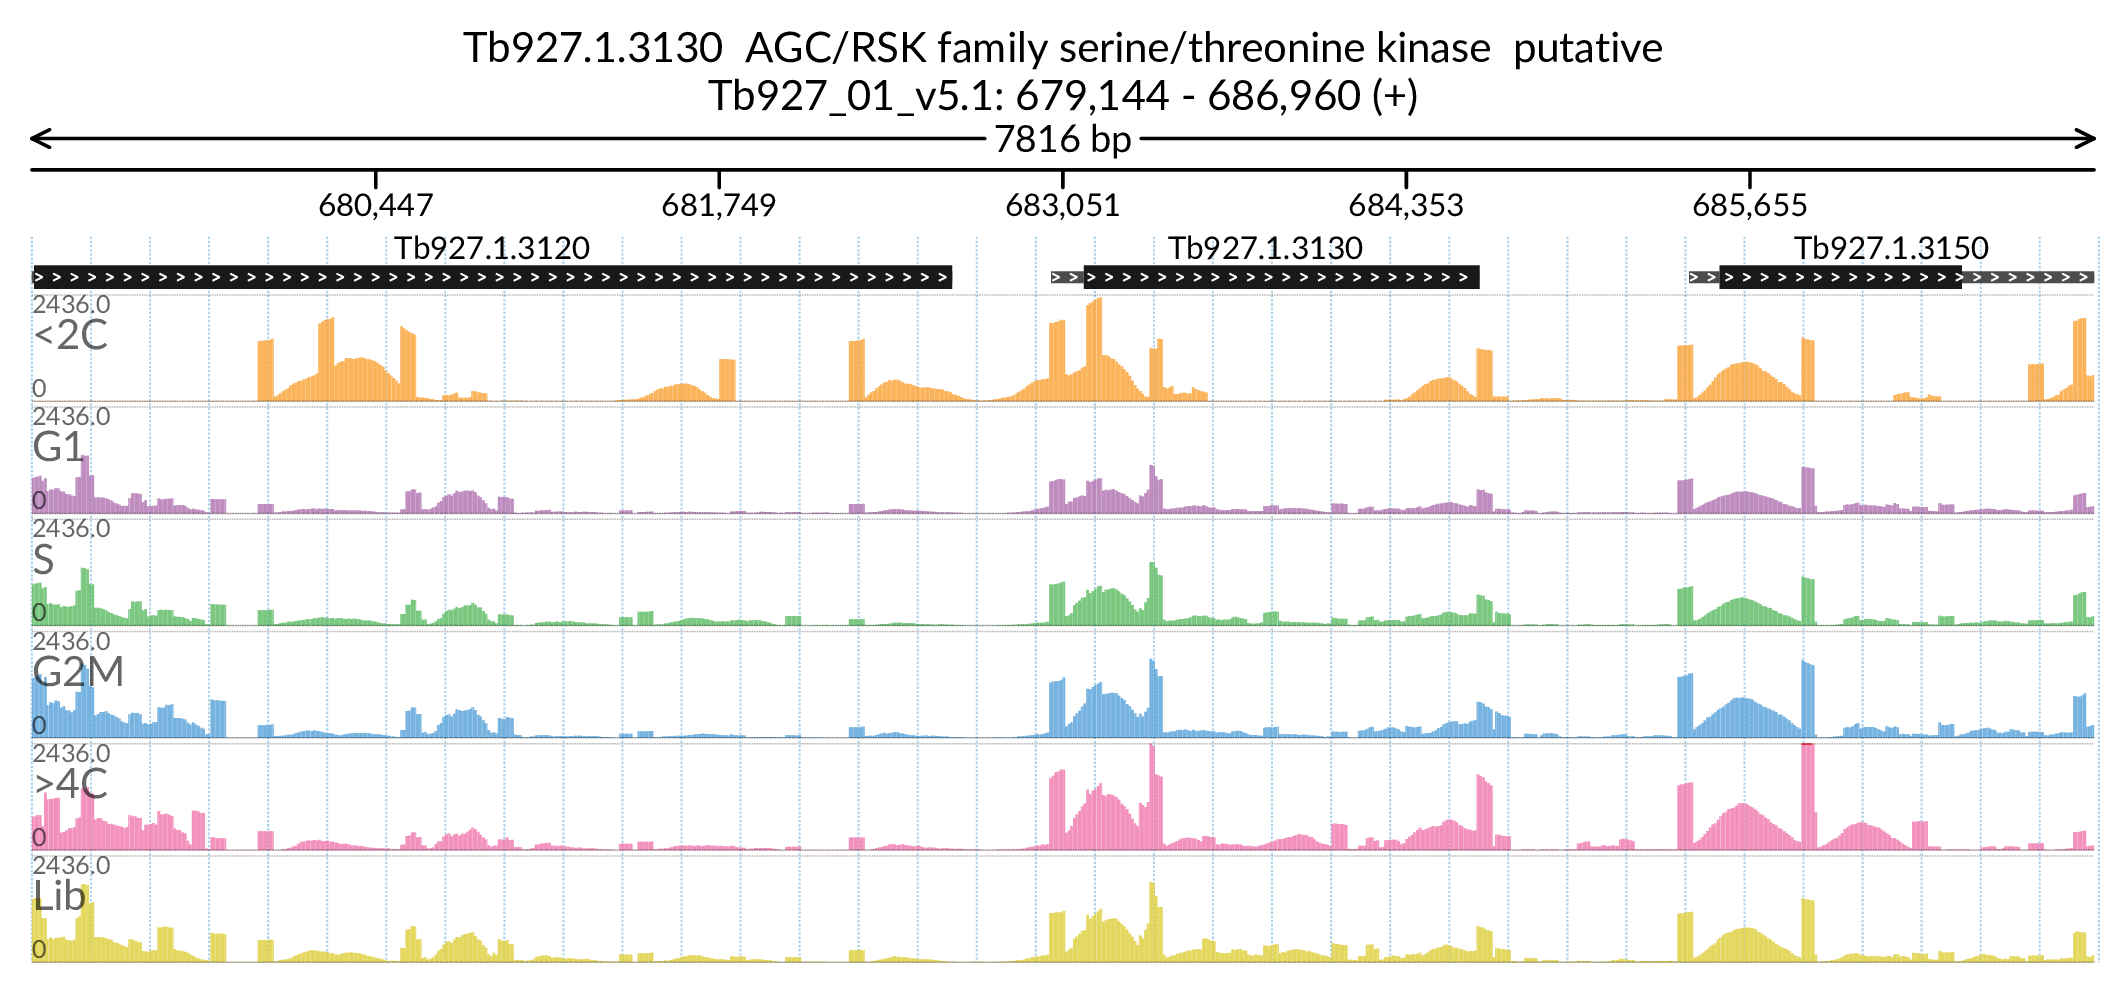 Tb927.1.3130  AGC/RSK family serine/threonine kinase  putative
Tb927_01_v5.1: 679,144 - 686,960 (+)
7816 bp
680,447 681,749 683,051 684,353 685,655
Tb927.1.3120 Tb927.1.3130 Tb927.1.3150
2436.0
<2C
0
2436.0
G1
0
2436.0
S
0
2436.0
G2M
0
2436.0
>4C
0
2436.0
Lib
0